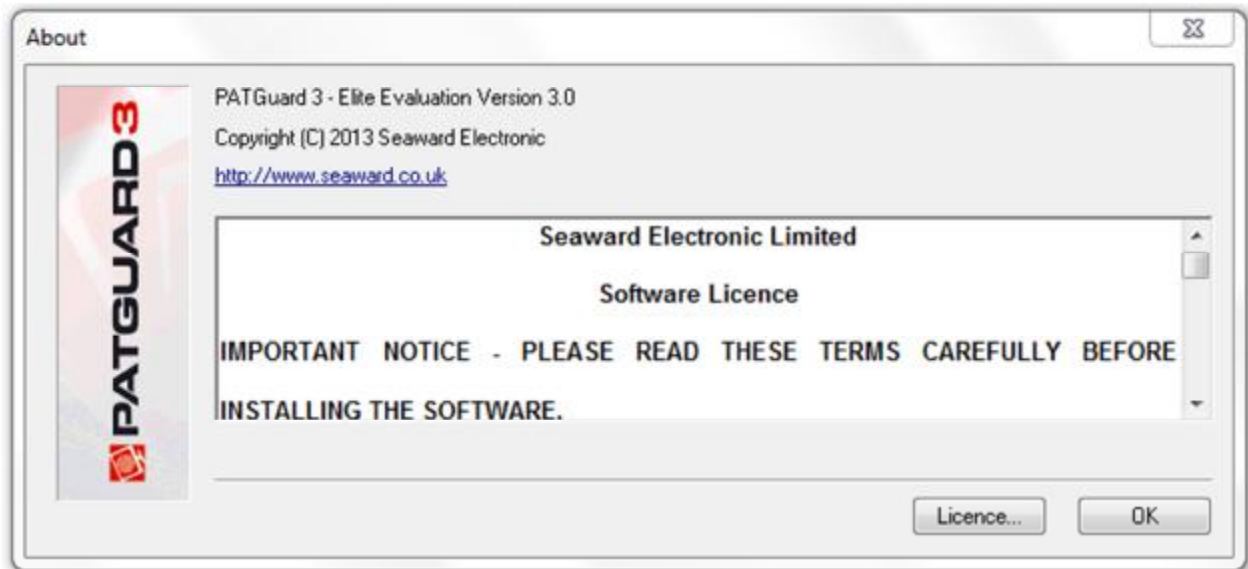 About
PATGUARD3
PATGuard 3 - Elite Evaluation Version 3.0
Copyright (C) 2013 Seaward Electronic
http://www.seaward.co.uk
Seaward Electronic Limited
Software Licence
IMPORTANT NOTICE - PLEASE READ THESE TERMS CAREFULLY BEFORE
INSTALLING THE SOFTWARE.
Licence...
OK